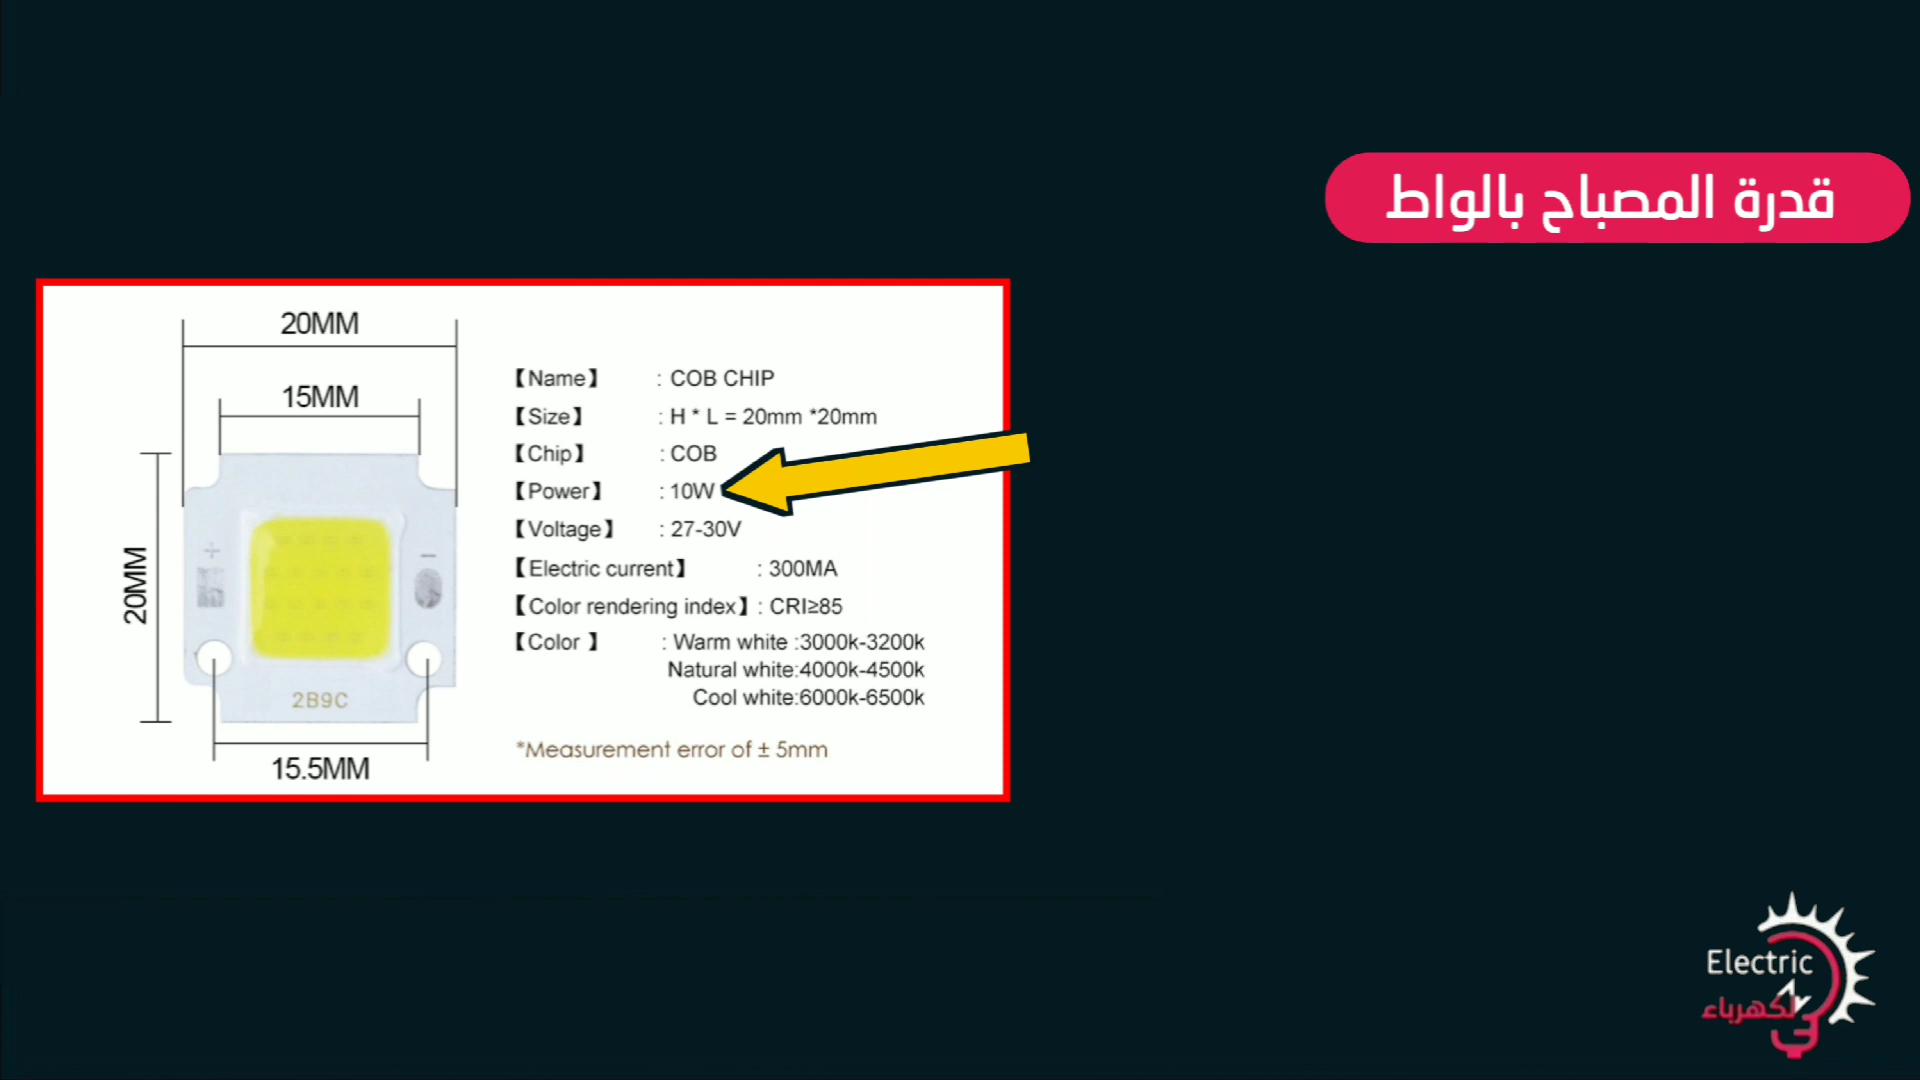 قدرة المصباح بالواط
20MM
15MM
20MM
+
−
2B9C
15.5MM
【Name】 : COB CHIP
【Size】 : H * L = 20mm *20mm
【Chip】 : COB
【Power】 : 10W
【Voltage】 : 27-30V
【Electric current】 : 300MA
【Color rendering index】 : CRI≥85
【Color 】 : Warm white :3000k-3200k
Natural white:4000k-4500k
Cool white:6000k-6500k
*Measurement error of ± 5mm
Electric
لكهرباء